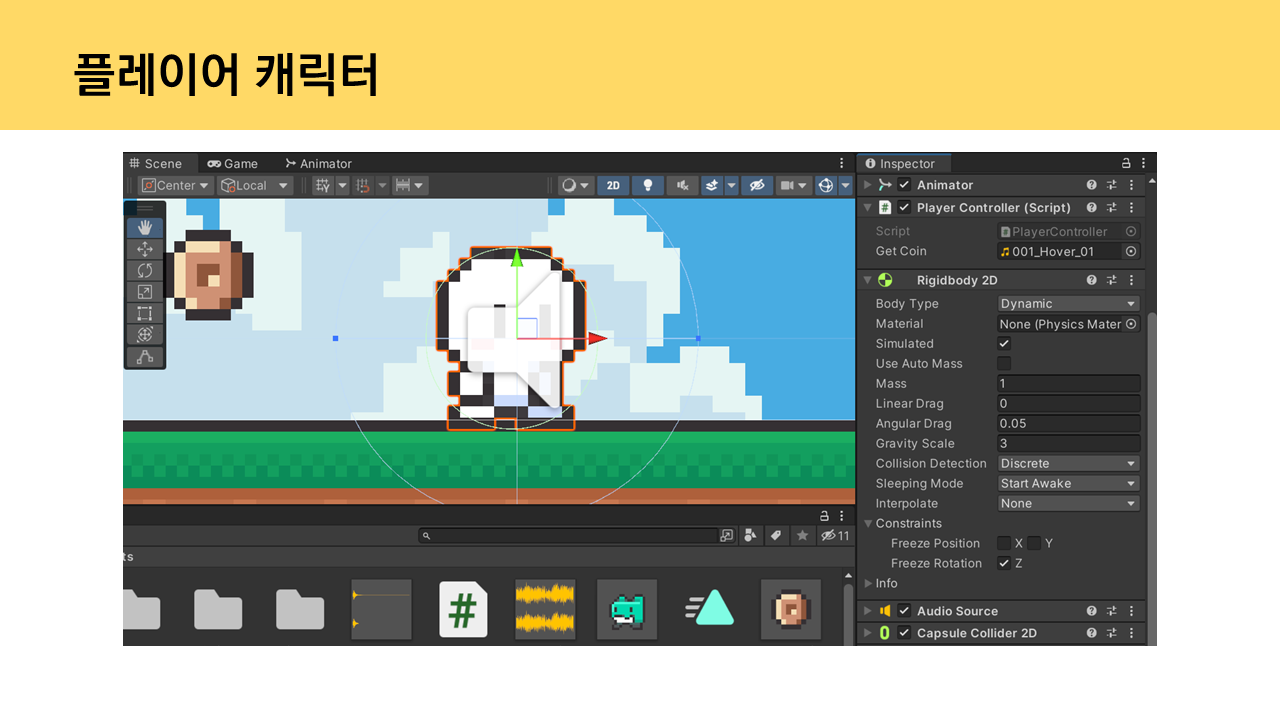 플레이어 캐릭터
Scene Game Animator
Center Local 2D
11
ts
Inspector
Animator
Player Controller (Script)
Script PlayerController
Get Coin 001_Hover_01
Rigidbody 2D
Body Type Dynamic
Material None (Physics Mater
Simulated
Use Auto Mass
Mass 1
Linear Drag 0
Angular Drag 0.05
Gravity Scale 3
Collision Detection Discrete
Sleeping Mode Start Awake
Interpolate None
Constraints
Freeze Position X Y
Freeze Rotation Z
Info
Audio Source
Capsule Collider 2D